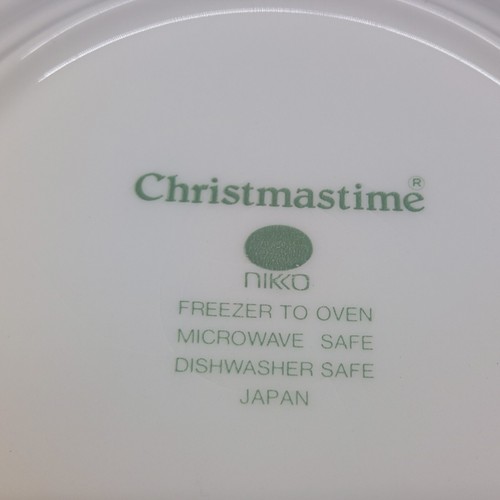 Christmastime®
NIKKO
FREEZER TO OVEN
MICROWAVE SAFE
DISHWASHER SAFE
JAPAN